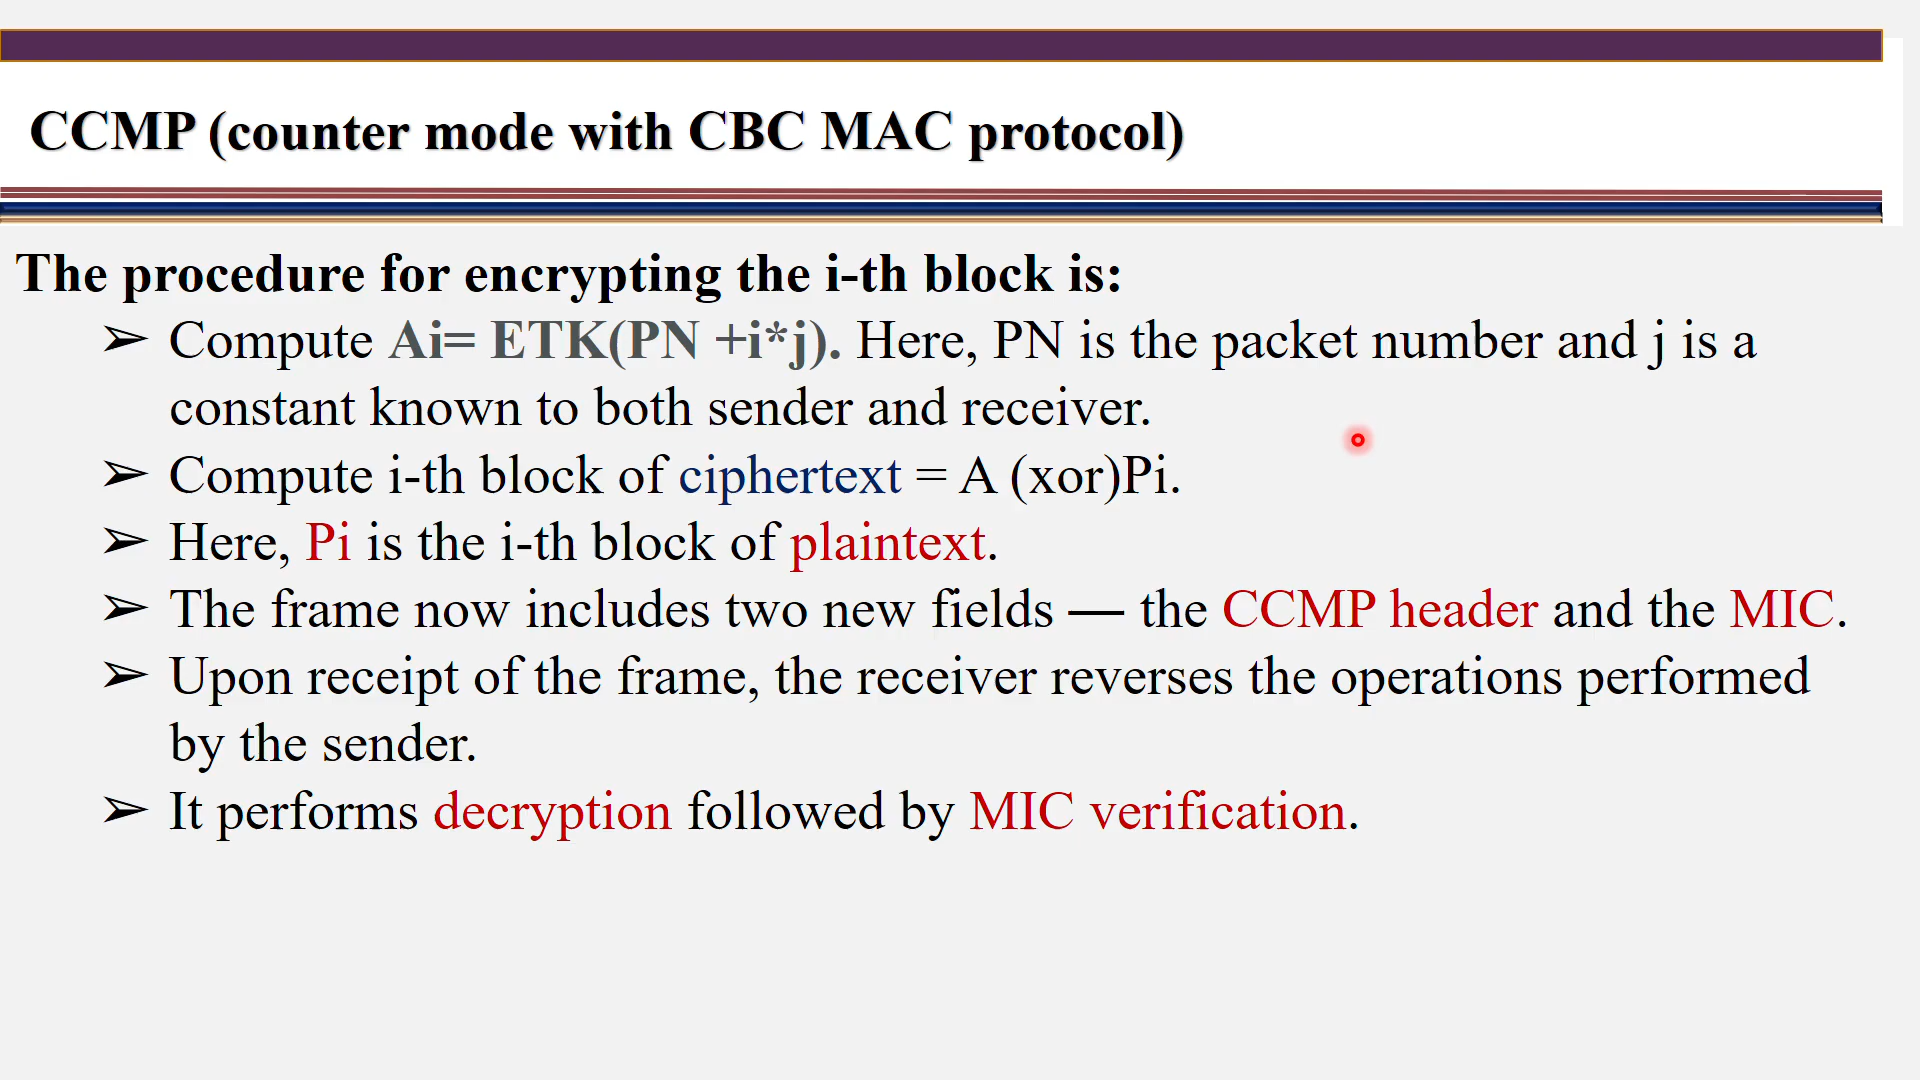 CCMP (counter mode with CBC MAC protocol)
The procedure for encrypting the i-th block is:
➢ Compute Ai= ETK(PN +i*j). Here, PN is the packet number and j is a
constant known to both sender and receiver.
➢ Compute i-th block of ciphertext = A (xor)Pi.
➢ Here, Pi is the i-th block of plaintext.
➢ The frame now includes two new fields — the CCMP header and the MIC.
➢ Upon receipt of the frame, the receiver reverses the operations performed
by the sender.
➢ It performs decryption followed by MIC verification.